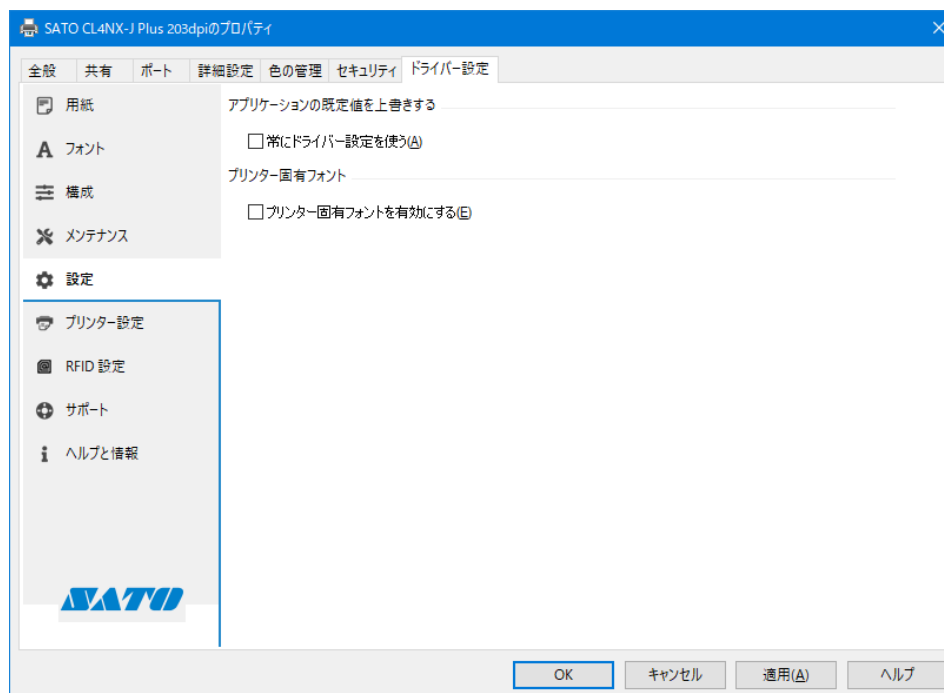 SATO CL4NX-J Plus 203dpiのプロパティ
全般 共有 ポート 詳細設定 色の管理 セキュリティ ドライバー設定
用紙
フォント
構成
メンテナンス
設定
プリンター設定
RFID 設定
サポート
ヘルプと情報
SATO
アプリケーションの既定値を上書きする
常にドライバー設定を使う(A)
プリンター固有フォント
プリンター固有フォントを有効にする(E)
OK キャンセル 適用(A) ヘルプ